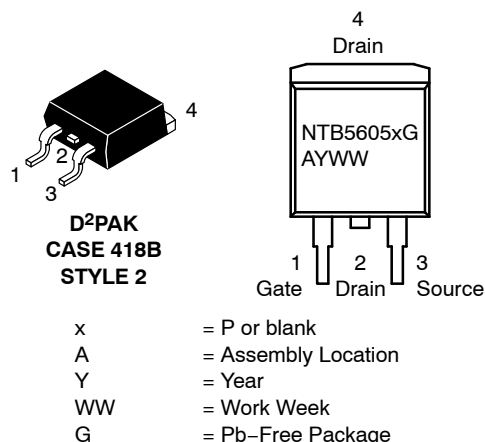 4
Drain
4
NTB5605xG
AYWW
2
1
3
D2PAK
CASE 418B
STYLE 2
1 2 3
Gate Drain Source
x = P or blank
A = Assembly Location
Y = Year
WW = Work Week
G = Pb−Free Package